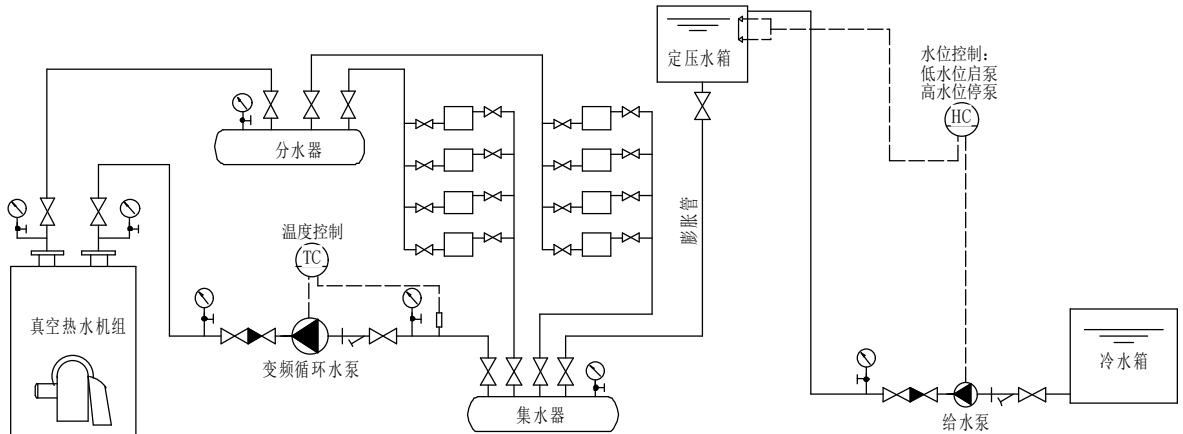 定压水箱
水位控制：
低水位启泵
高水位停泵
HC
分水器
膨胀管
温度控制
TC
真空热水机组
变频循环水泵
集水器
冷水箱
给水泵